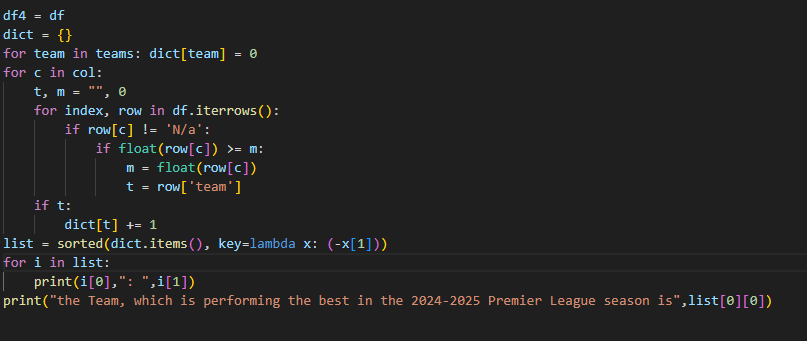 df4 = df
dict = {}
for team in teams: dict[team] = 0
for c in col:
    t, m = "", 0
    for index, row in df.iterrows():
        if row[c] != 'N/a':
            if float(row[c]) >= m:
                m = float(row[c])
                t = row['team']
    if t:
        dict[t] += 1
list = sorted(dict.items(), key=lambda x: (-x[1]))
for i in list:
    print(i[0],": ",i[1])
print("the Team, which is performing the best in the 2024-2025 Premier League season is",list[0][0])